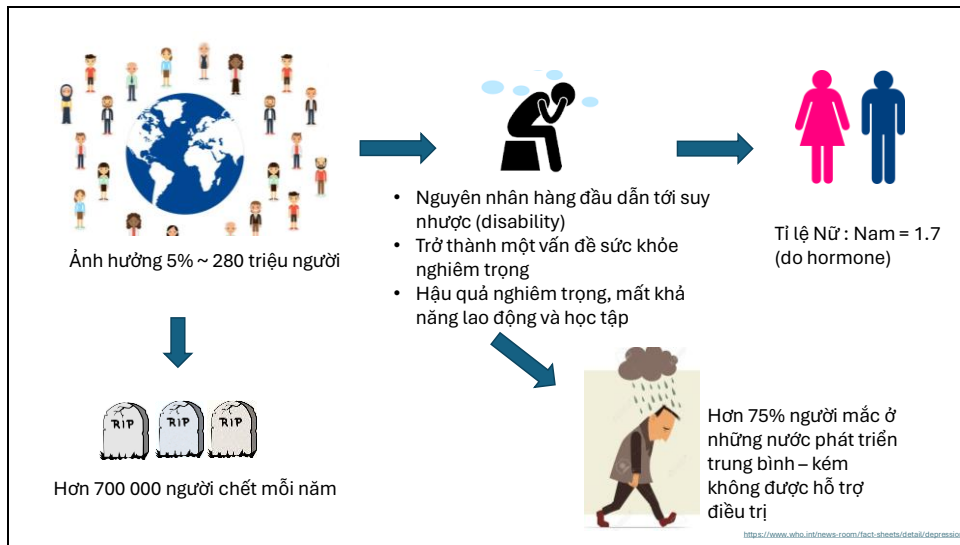 Ảnh hưởng 5% ~ 280 triệu người
RIP RIP RIP
Hơn 700 000 người chết mỗi năm
• Nguyên nhân hàng đầu dẫn tới suy
nhược (disability)
• Trở thành một vấn đề sức khỏe
nghiêm trọng
• Hậu quả nghiêm trọng, mất khả
năng lao động và học tập
Tỉ lệ Nữ : Nam = 1.7
(do hormone)
Hơn 75% người mắc ở
những nước phát triển
trung bình – kém
không được hỗ trợ
điều trị
https://www.who.int/news-room/fact-sheets/detail/depression